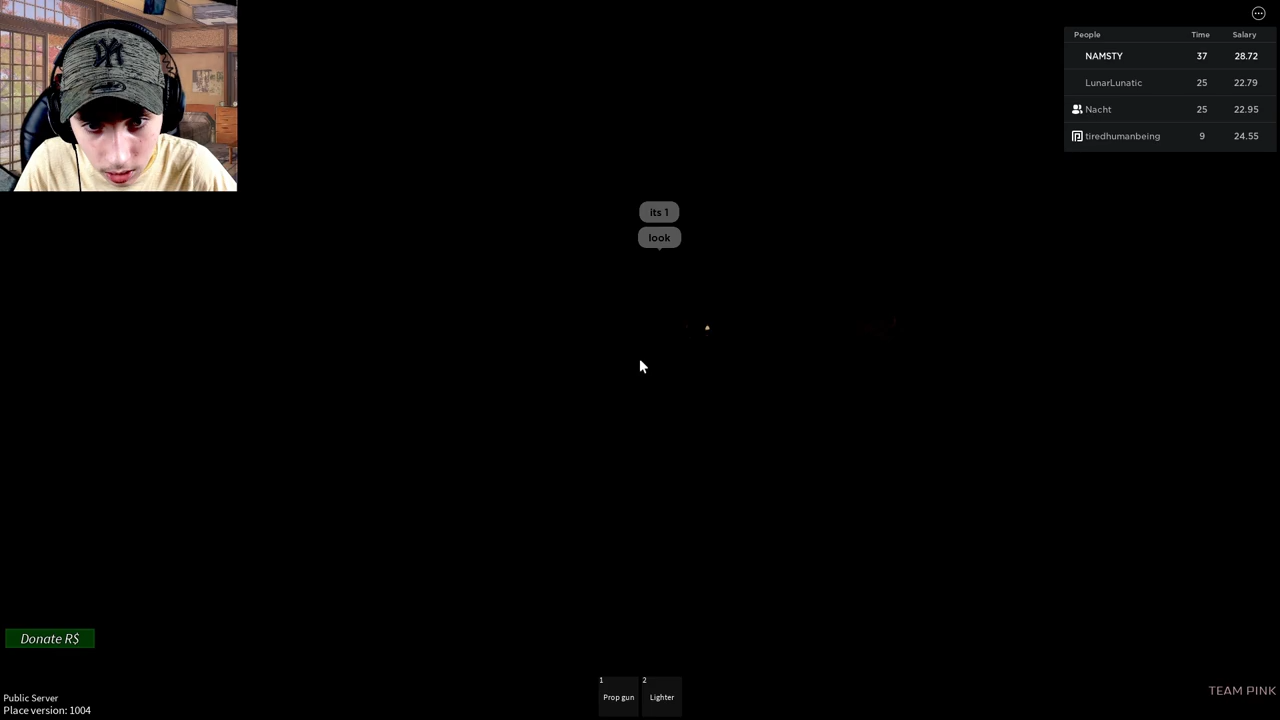 People Time Salary
NAMSTY 37 28.72
LunarLunatic 25 22.79
Nacht 25 22.95
tiredhumanbeing 9 24.55
its 1
look
Donate R$
Public Server
Place version: 1004
1 2
Prop gun Lighter
TEAM PINK